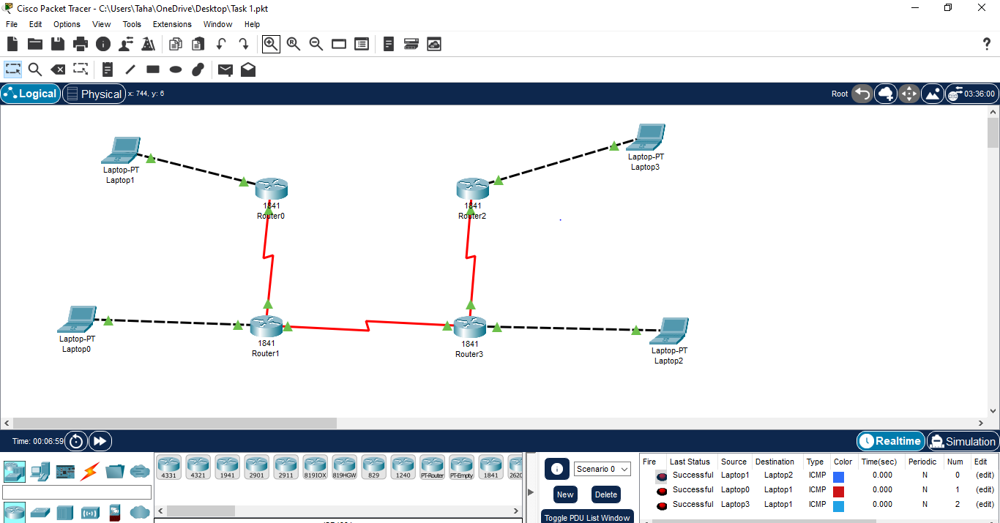 Cisco Packet Tracer - C:\Users\Taha\OneDrive\Desktop\Task 1.pkt
File Edit Options View Tools Extensions Window Help
?
Logical Physical x: 744, y: 6 Root 03:36:00
Laptop-PT
Laptop1
Laptop-PT
Laptop3
1841
Router0
1841
Router2
Laptop-PT
Laptop0
1841
Router1
1841
Router3
Laptop-PT
Laptop2
Time: 00:06:59 Realtime Simulation
4331 4321 1941 2901 2911 819IOX 819HGW 829 1240 PT-Router PT-Empty 1841 2620
Scenario 0
New Delete
Toggle PDU List Window
Fire Last Status Source Destination Type Color Time(sec) Periodic Num Edit
Successful Laptop1 Laptop2 ICMP 0.000 N 0 (edit)
Successful Laptop0 Laptop1 ICMP 0.000 N 1 (edit)
Successful Laptop3 Laptop1 ICMP 0.000 N 2 (edit)